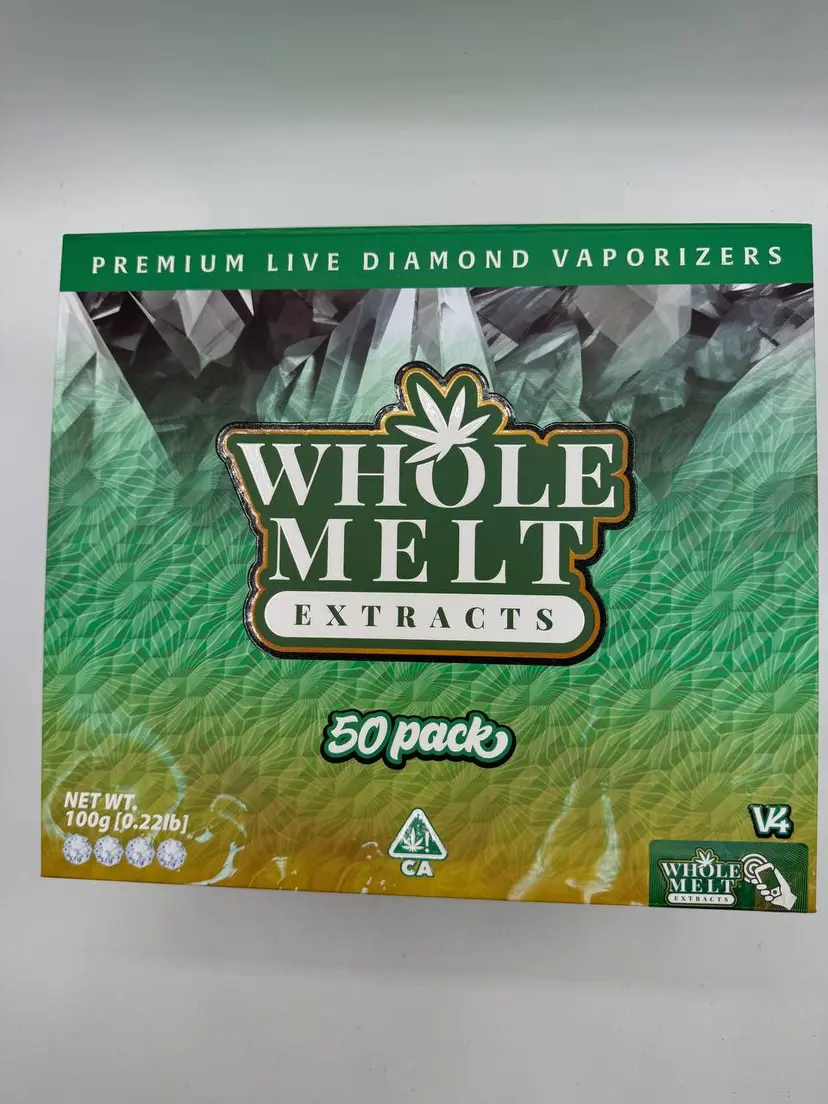 PREMIUM LIVE DIAMOND VAPORIZERS
WHOLE
MELT
EXTRACTS
50 pack
NET WT.
100g [0.22lb]
!
CA
V4
WHOLE
MELT
EXTRACTS